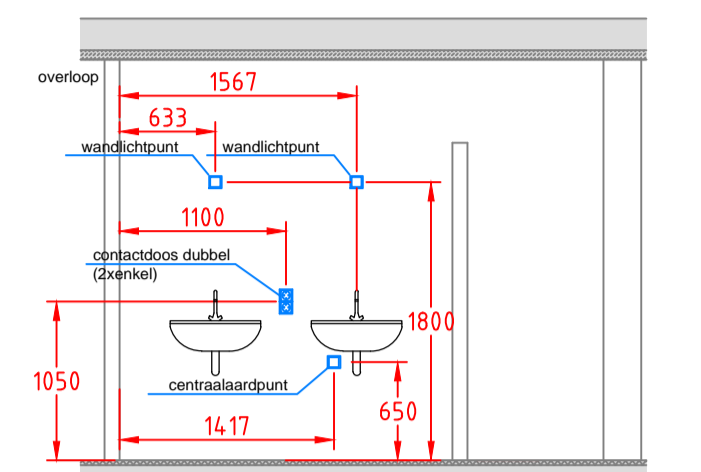 overloop
1567
633
wandlichtpunt
wandlichtpunt
1100
contactdoos dubbel
(2xenkel)
1800
1050
centraalaardpunt
650
1417